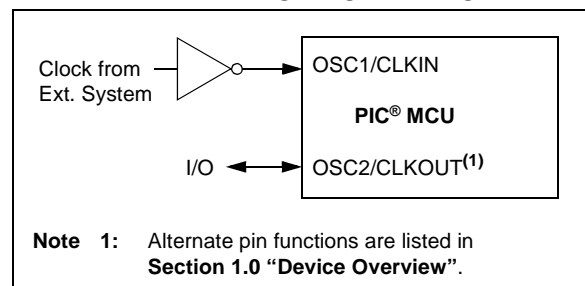 Clock from
Ext. System
OSC1/CLKIN
PIC® MCU
I/O
OSC2/CLKOUT(1)
Note 1: Alternate pin functions are listed in
Section 1.0 “Device Overview”.